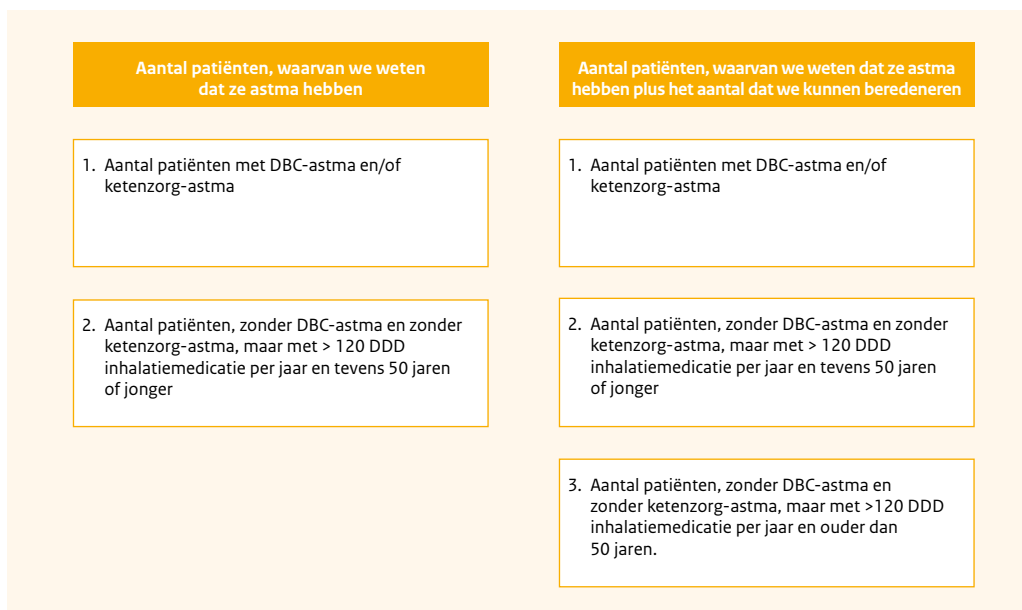 Aantal patiënten, waarvan we weten
dat ze astma hebben
1. Aantal patiënten met DBC-astma en/of
ketenzorg-astma
2. Aantal patiënten, zonder DBC-astma en zonder
ketenzorg-astma, maar met > 120 DDD
inhalatiemedicatie per jaar en tevens 50 jaren
of jonger
Aantal patiënten, waarvan we weten dat ze astma
hebben plus het aantal dat we kunnen beredeneren
1. Aantal patiënten met DBC-astma en/of
ketenzorg-astma
2. Aantal patiënten, zonder DBC-astma en zonder
ketenzorg-astma, maar met > 120 DDD
inhalatiemedicatie per jaar en tevens 50 jaren
of jonger
3. Aantal patiënten, zonder DBC-astma en
zonder ketenzorg-astma, maar met >120 DDD
inhalatiemedicatie per jaar en ouder dan
50 jaren.